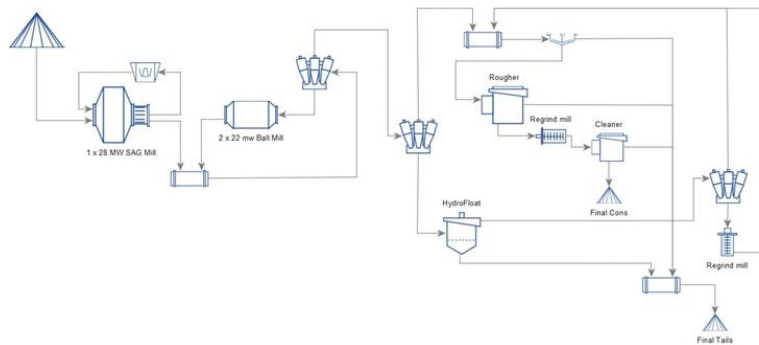 1 x 28 MW SAG Mill
2 x 22 mw Ball Mill
Rougher
Regrind mill
Cleaner
Final Cons
HydroFloat
Regrind mill
Final Tails